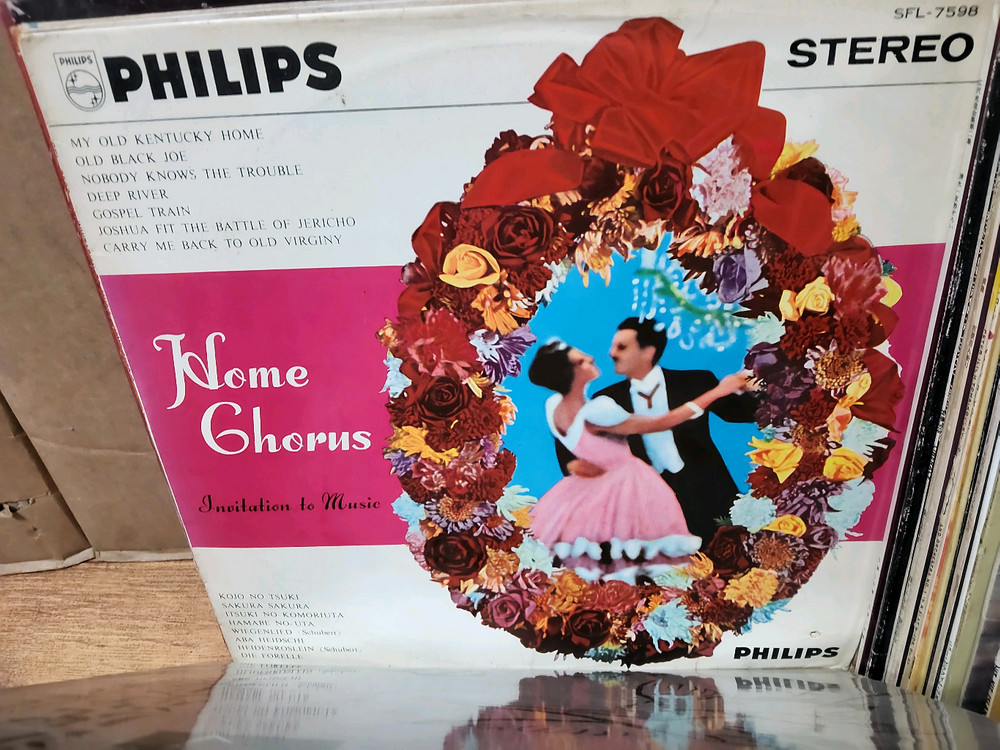 SFL-7598
PHILIPS
PHILIPS
STEREO
MY OLD KENTUCKY HOME
OLD BLACK JOE
NOBODY KNOWS THE TROUBLE
DEEP RIVER
GOSPEL TRAIN
JOSHUA FIT THE BATTLE OF JERICHO
CARRY ME BACK TO OLD VIRGINY
Home
Chorus
Invitation to Music
KOJO NO TSUKI
SAKURA SAKURA
ITSUKI NO KOMORIUTA
HAMABE NO UTA
WIEGENLIED (Schubert)
ABA HEIDSCHI
HEIDENROSLEIN (Schubert)
DIE FORELLE
PHILIPS